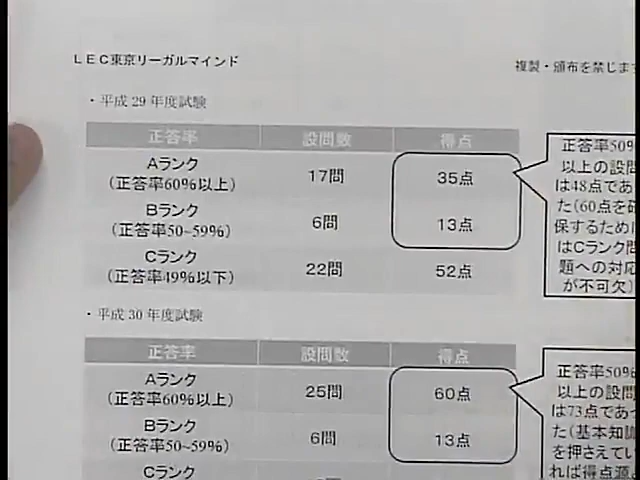 LEC東京リーガルマインド
複製・頒布を禁じま
・平成29年度試験
正答率 設問数 得点
Aランク
(正答率60%以上) 17問 35点
Bランク
(正答率50~59%) 6問 13点
Cランク
(正答率49%以下) 22問 52点
正答率50%
以上の設問
は48点であ
た(60点を確
保するため
はCランク問
題への対応
が不可欠)
・平成30年度試験
正答率 設問数 得点
Aランク
(正答率60%以上) 25問 60点
Bランク
(正答率50~59%) 6問 13点
Cランク
正答率50%
以上の設問
は73点であっ
た(基本知識
を押さえてい
れば得点源